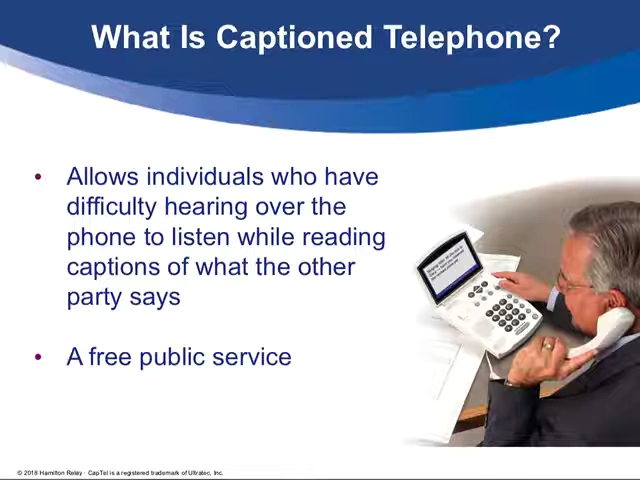 What Is Captioned Telephone?
• Allows individuals who have
difficulty hearing over the
phone to listen while reading
captions of what the other
party says
• A free public service
© 2018 Hamilton Relay · CapTel is a registered trademark of Ultratec, Inc.